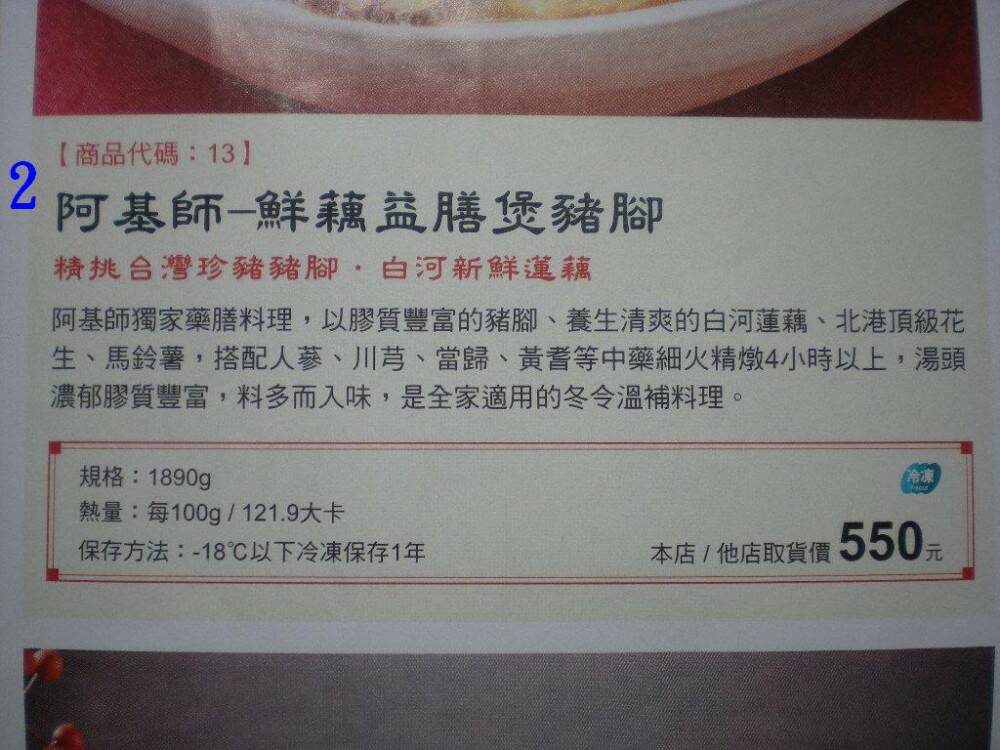 【商品代碼：13】
2
阿基師-鮮藕益膳煲豬腳
精挑台灣珍豬豬腳．白河新鮮蓮藕
阿基師獨家藥膳料理，以膠質豐富的豬腳、養生清爽的白河蓮藕、北港頂級花
生、馬鈴薯，搭配人蔘、川芎、當歸、黃耆等中藥細火精燉4小時以上，湯頭
濃郁膠質豐富，料多而入味，是全家適用的冬令溫補料理。
規格：1890g
冷凍
熱量：每100g / 121.9大卡
保存方法：-18℃以下冷凍保存1年
本店 / 他店取貨價 550元